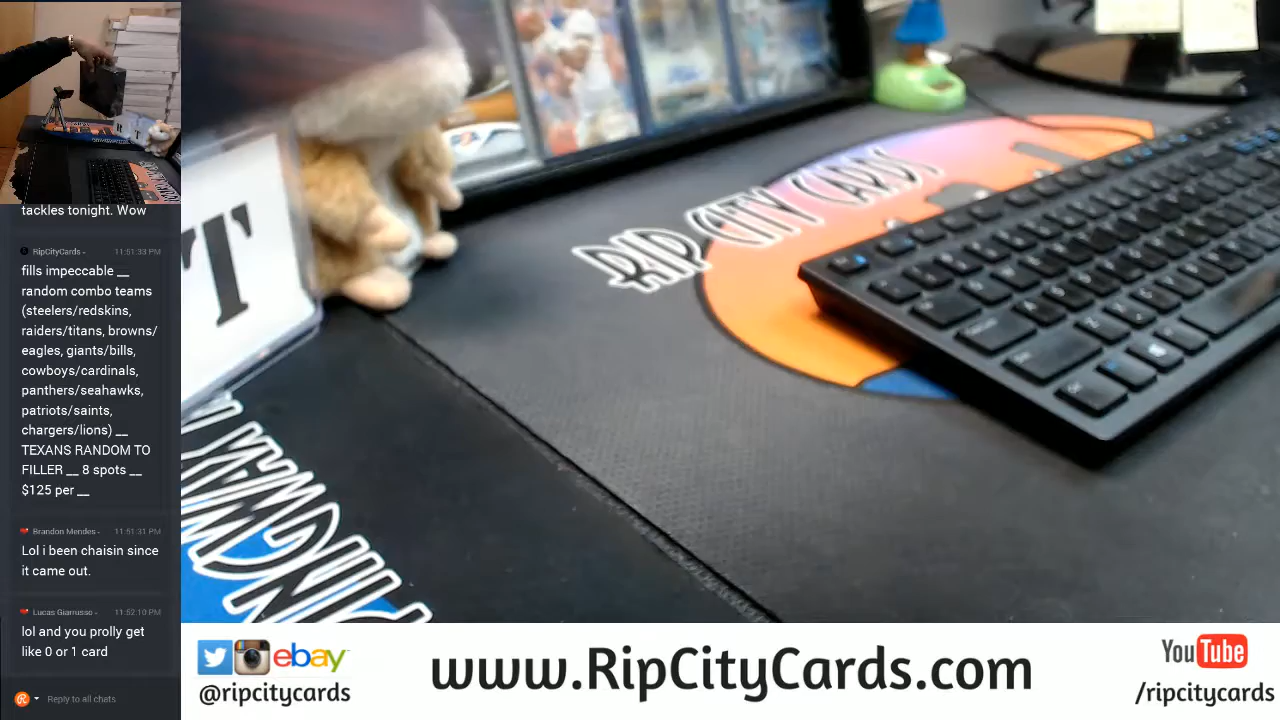 tackles tonight. Wow
RipCityCards - 11:51:33 PM
fills impeccable __
random combo teams
(steelers/redskins,
raiders/titans, browns/
eagles, giants/bills,
cowboys/cardinals,
panthers/seahawks,
patriots/saints,
chargers/lions) __
TEXANS RANDOM TO
FILLER __ 8 spots __
$125 per __
Brandon Mendes - 11:51:31 PM
Lol i been chaisin since
it came out.
Lucas Giarrusso - 11:52:10 PM
lol and you prolly get
like 0 or 1 card
Reply to all chats
T
RIP CITY CARDS
ebay
@ripcitycards
www.RipCityCards.com
YouTube
/ripcitycards